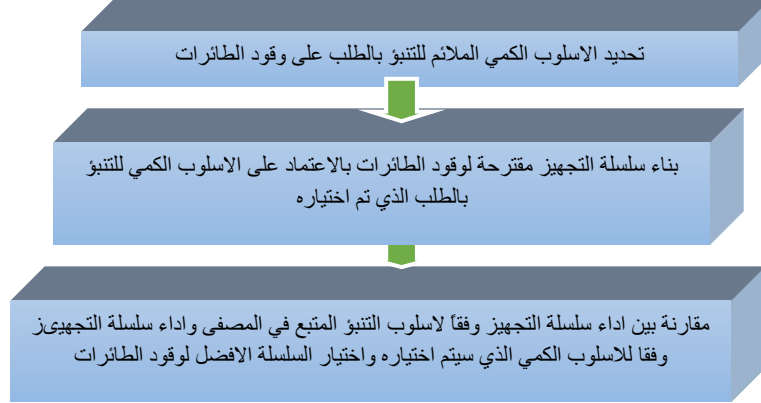 تحديد الاسلوب الكمي الملائم للتنبؤ بالطلب على وقود الطائرات
بناء سلسلة التجهيز مقترحة لوقود الطائرات بالاعتماد على الاسلوب الكمي للتنبؤ
بالطلب الذي تم اختياره
مقارنة بين اداء سلسلة التجهيز وفقاً لاسلوب التنبؤ المتبع في المصفى واداء سلسلة التجهيىز
وفقا للاسلوب الكمي الذي سيتم اختياره واختيار السلسلة الافضل لوقود الطائرات